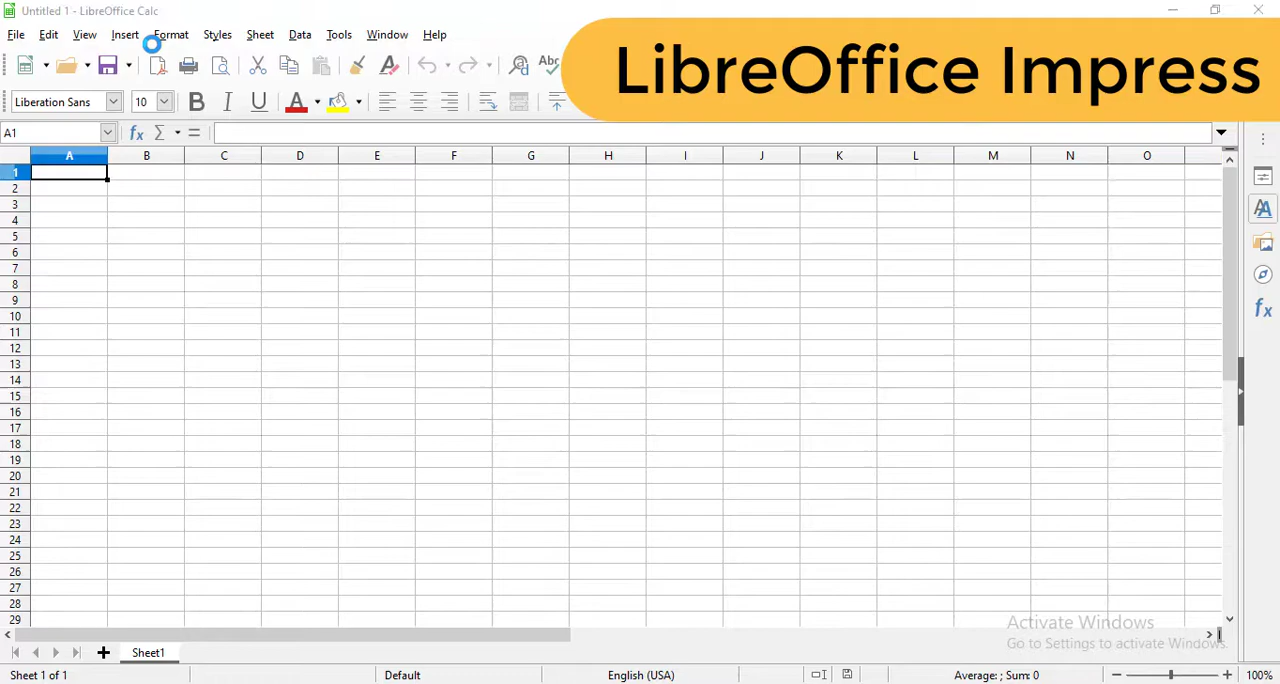 Untitled 1 - LibreOffice Calc
File Edit View Insert Format Styles Sheet Data Tools Window Help
LibreOffice Impress
Abc
Liberation Sans B I U A
A1 fx Σ =
A B C D E F G H I J K L M N O
1
2
3
4
5
6
7
8
9
10
11
12
13
14
15
16
17
18
19
20
21
22
23
24
25
26
27
28
29
Activate Windows
Go to Settings to activate Windows.
Sheet1
Sheet 1 of 1 Default English (USA) Average: ; Sum: 0 100%